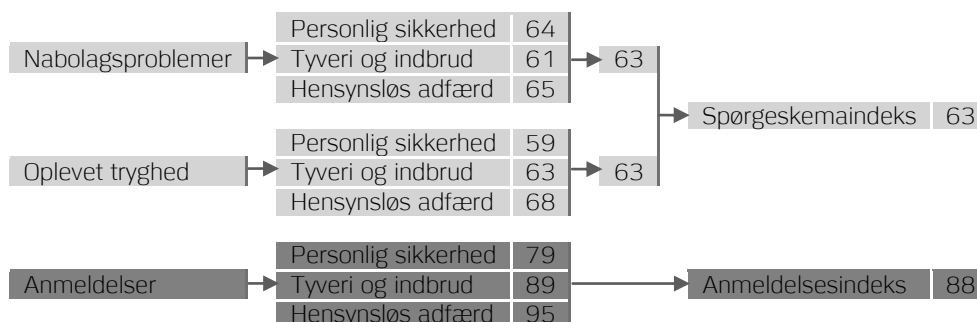 Personlig sikkerhed 64
Nabolagsproblemer Tyveri og indbrud 61 63
Hensynsløs adfærd 65
Spørgeskemaindeks 63
Personlig sikkerhed 59
Oplevet tryghed Tyveri og indbrud 63 63
Hensynsløs adfærd 68
Personlig sikkerhed 79
Anmeldelser Tyveri og indbrud 89 Anmeldelsesindeks 88
Hensynsløs adfærd 95